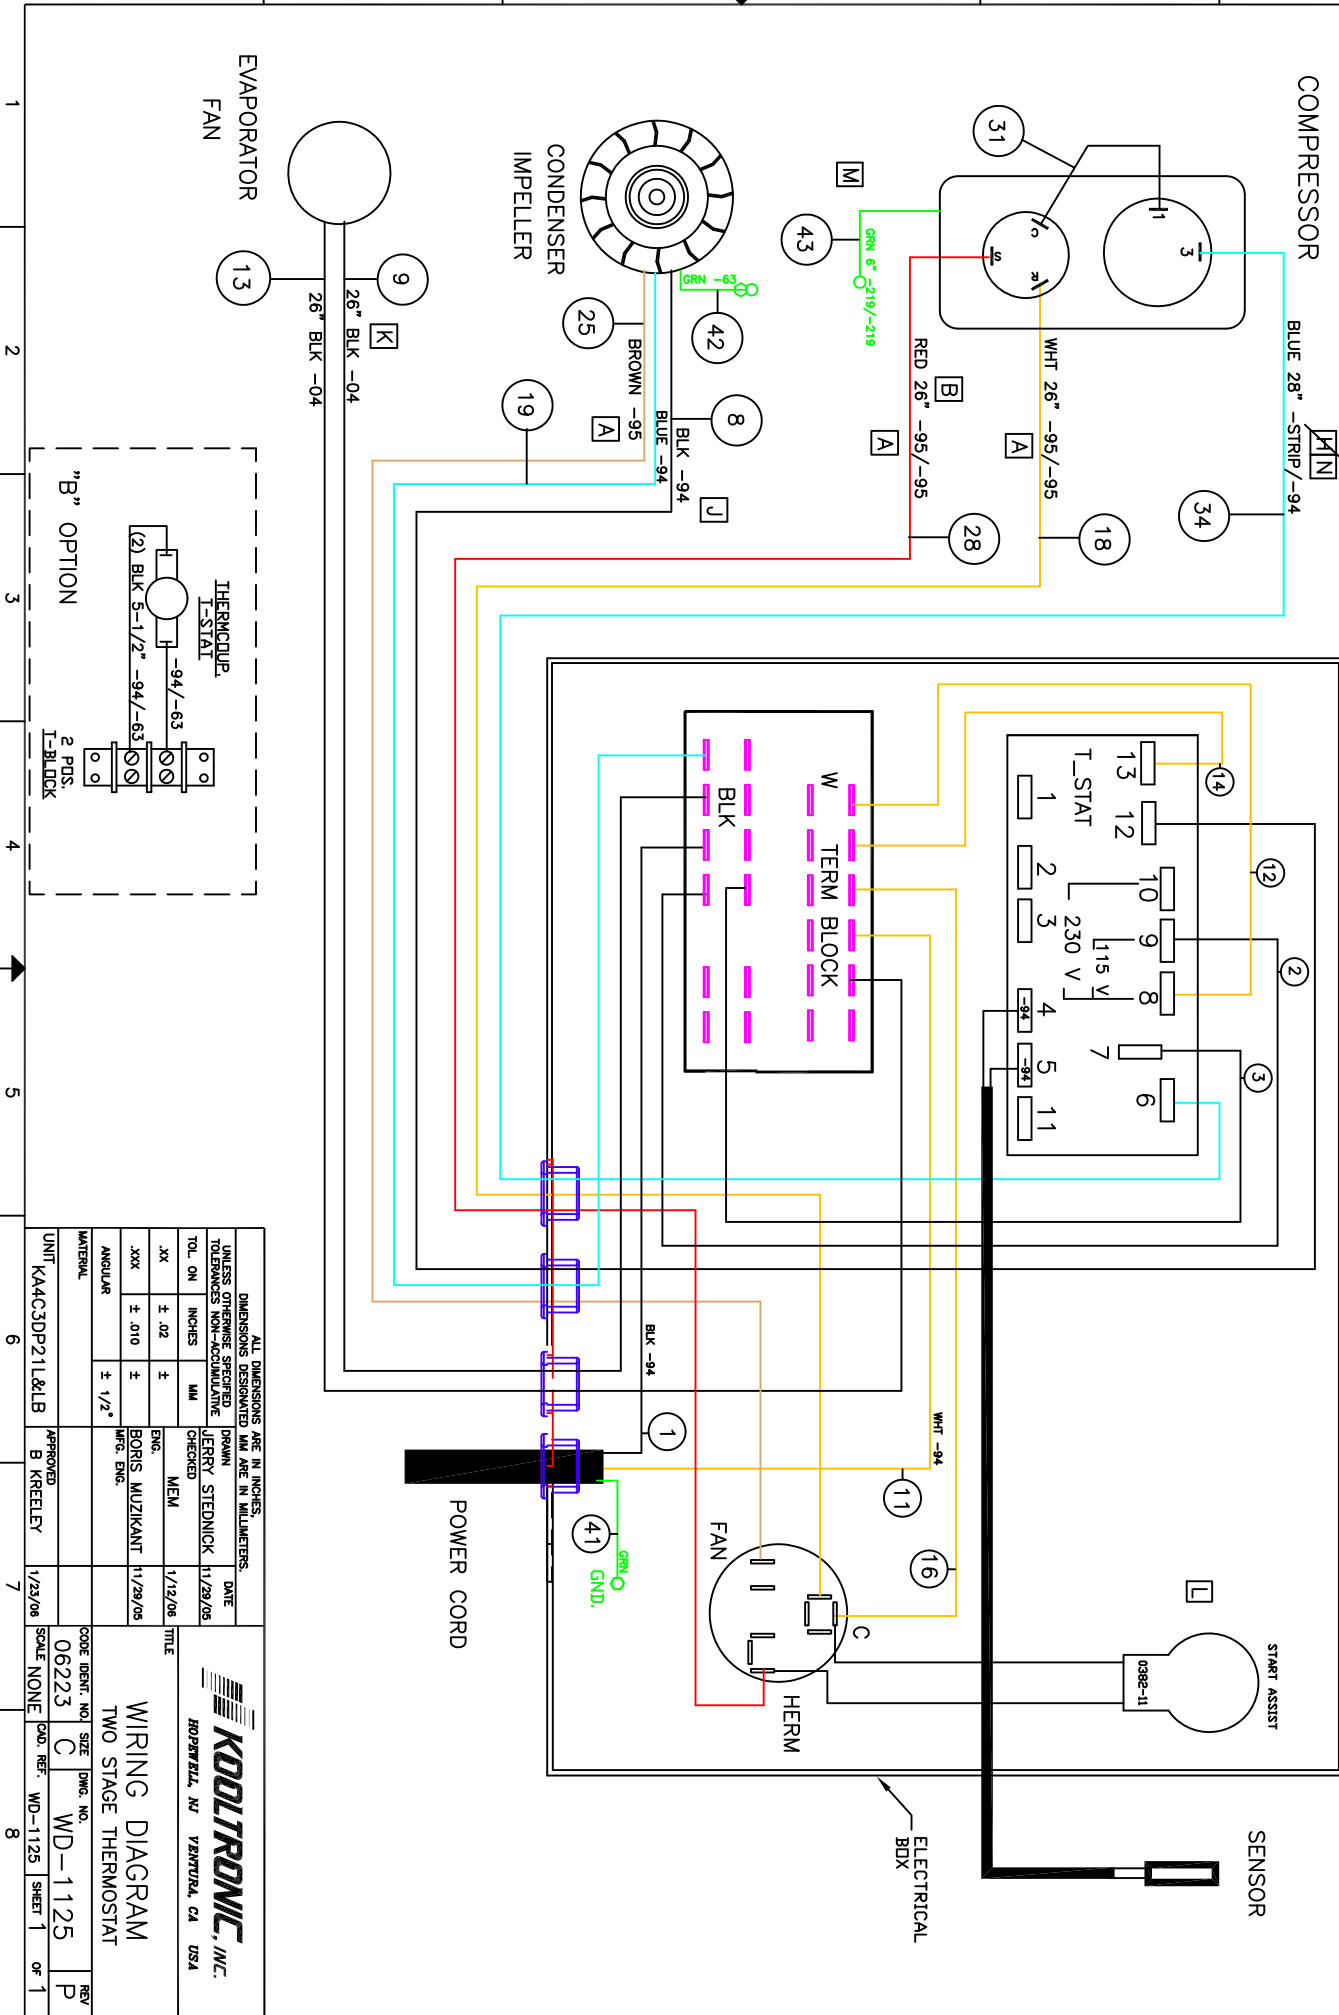 COMPRESSOR
31
1
3
C
S
R
M
43
GRN 6" -219/-219
BLUE 28" -STRIP/-94
H N
34
WHT 26" -95/-95
A
18
RED 26" -95/-95
B
A
28
CONDENSER
IMPELLER
GRN -63
42
25
BROWN -95
A
BLUE -94
BLK -94
8
J
19
EVAPORATOR
FAN
13
9
26" BLK -04
26" BLK -04
K
"B" OPTION
THERMCOUP.
T-STAT
-94/-63
(2) BLK 5-1/2" -94/-63
2 POS.
T-BLOCK
T_STAT
13
12
10
9
8
7
6
1
2
3
4
5
11
230 V
115 V
-94
-94
14
12
2
3
W
BLK
TERM BLOCK
BLK -94
1
WHT -94
11
16
POWER CORD
41
GRN
GND.
FAN
C
HERM
L
START ASSIST
0382-11
ELECTRICAL
BOX
SENSOR
1
2
3
4
5
6
7
8
ALL DIMENSIONS ARE IN INCHES,
DIMENSIONS DESIGNATED MM ARE IN MILLIMETERS.
UNLESS OTHERWISE SPECIFIED
TOLERANCES NON-ACCUMULATIVE
TOL. ON INCHES MM
.XX ± .02 ±
.XXX ± .010 ±
ANGULAR ± 1/2°
MATERIAL
UNIT KA4C3DP21L&LB
DRAWN DATE
JERRY STEDNICK 11/29/05
CHECKED
MEM 1/12/06
ENG.
BORIS MUZIKANT 11/29/05
MFG. ENG.
APPROVED
B KREELEY 1/23/06
KOOLTRONIC, INC.
HOPEWELL, NJ VENTURA, CA USA
TITLE
WIRING DIAGRAM
TWO STAGE THERMOSTAT
CODE IDENT. NO. SIZE DWG. NO. REV
06223 C WD-1125 P
SCALE NONE CAD. REF. WD-1125 SHEET 1 OF 1